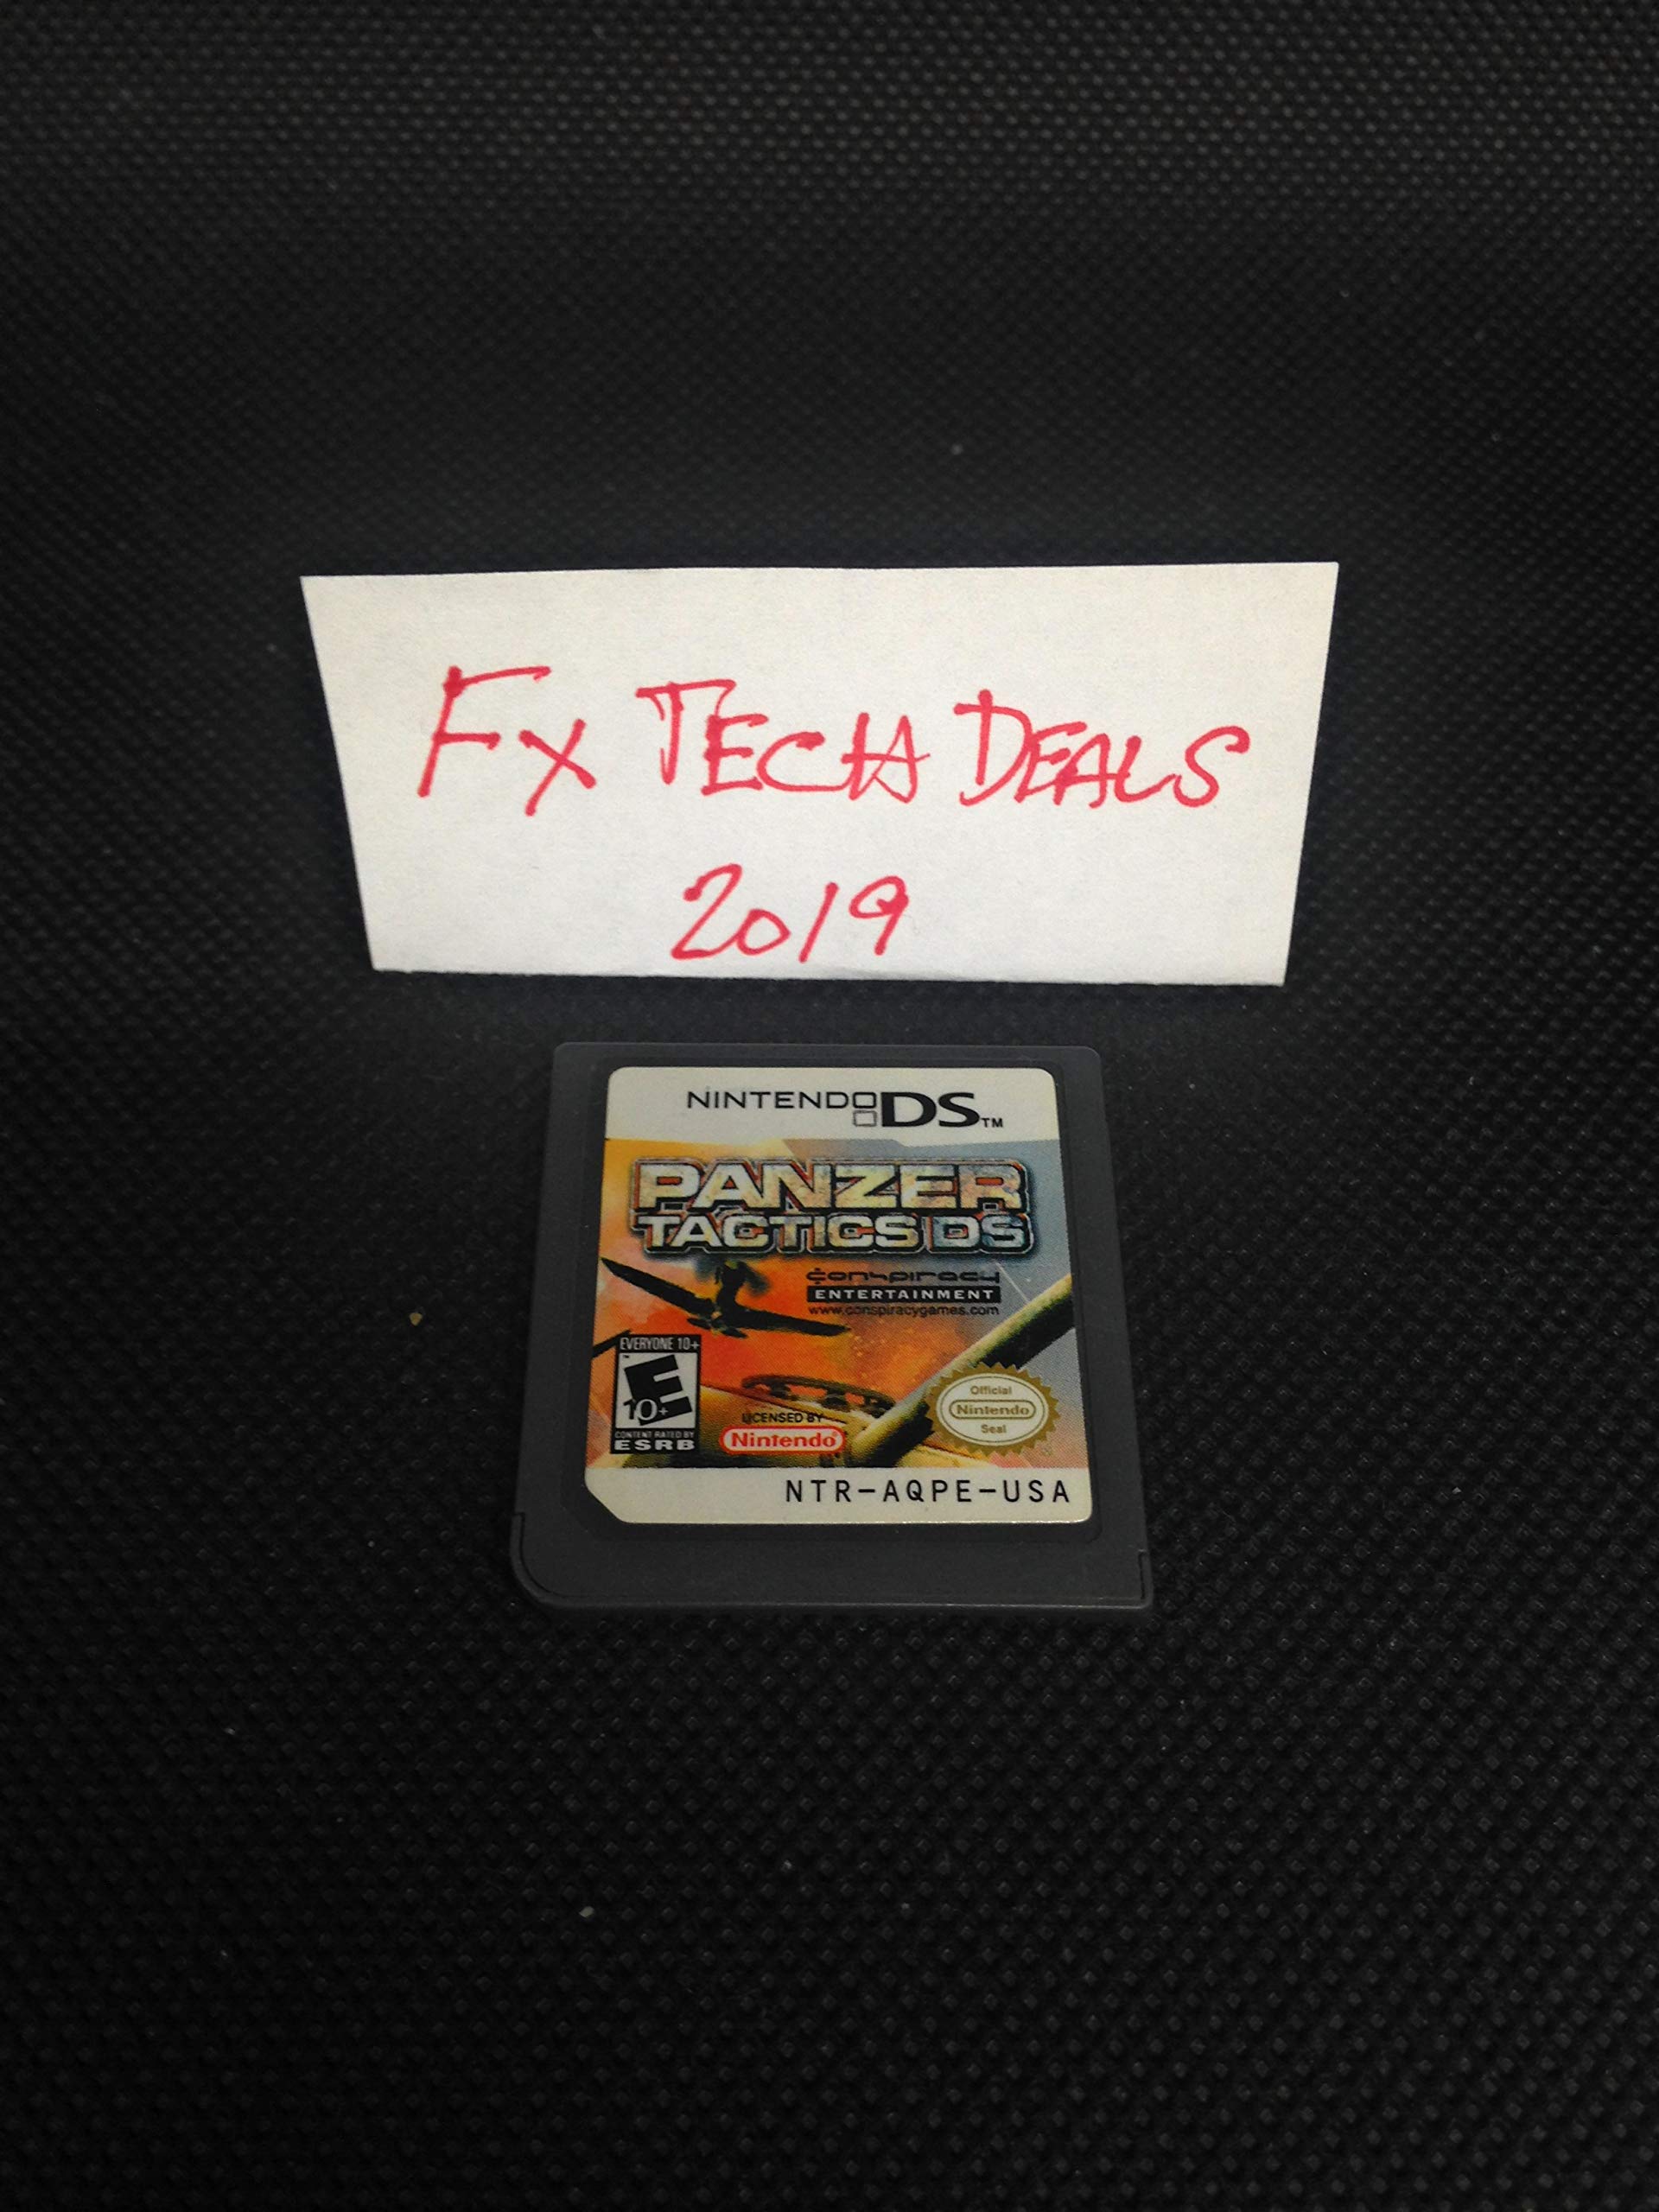 Fx TECH DEALS
2019
NINTENDO DS™
PANZER
TACTICS DS
conspiracy
ENTERTAINMENT
www.conspiracygames.com
EVERYONE 10+
E
10+
CONTENT RATED BY
ESRB
LICENSED BY
Nintendo®
Official
Nintendo
Seal
NTR-AQPE-USA